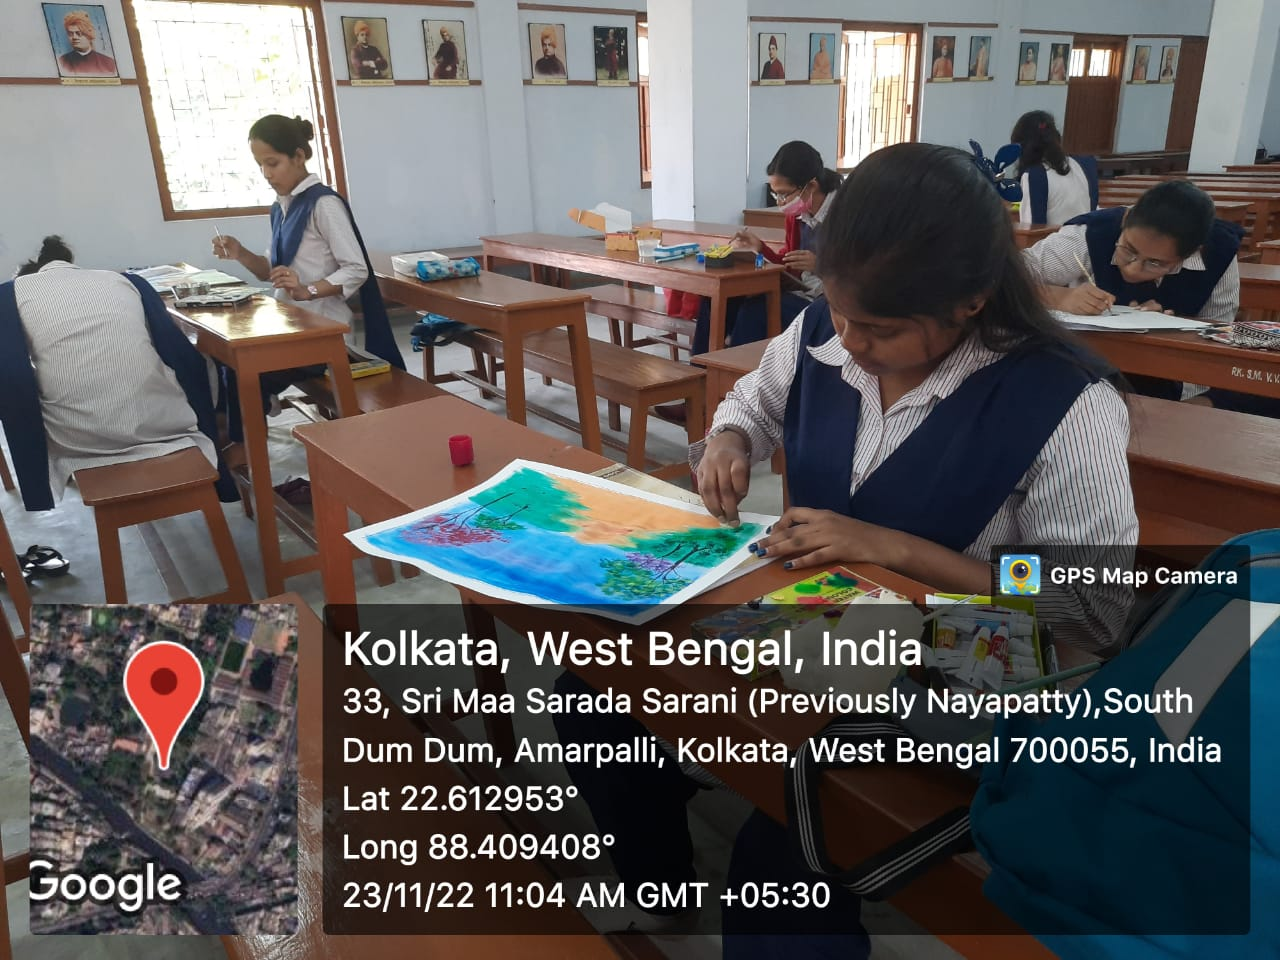 RK. S.M. V.V.
GPS Map Camera
Kolkata, West Bengal, India
33, Sri Maa Sarada Sarani (Previously Nayapatty),South
Dum Dum, Amarpalli, Kolkata, West Bengal 700055, India
Lat 22.612953°
Long 88.409408°
23/11/22 11:04 AM GMT +05:30
Google